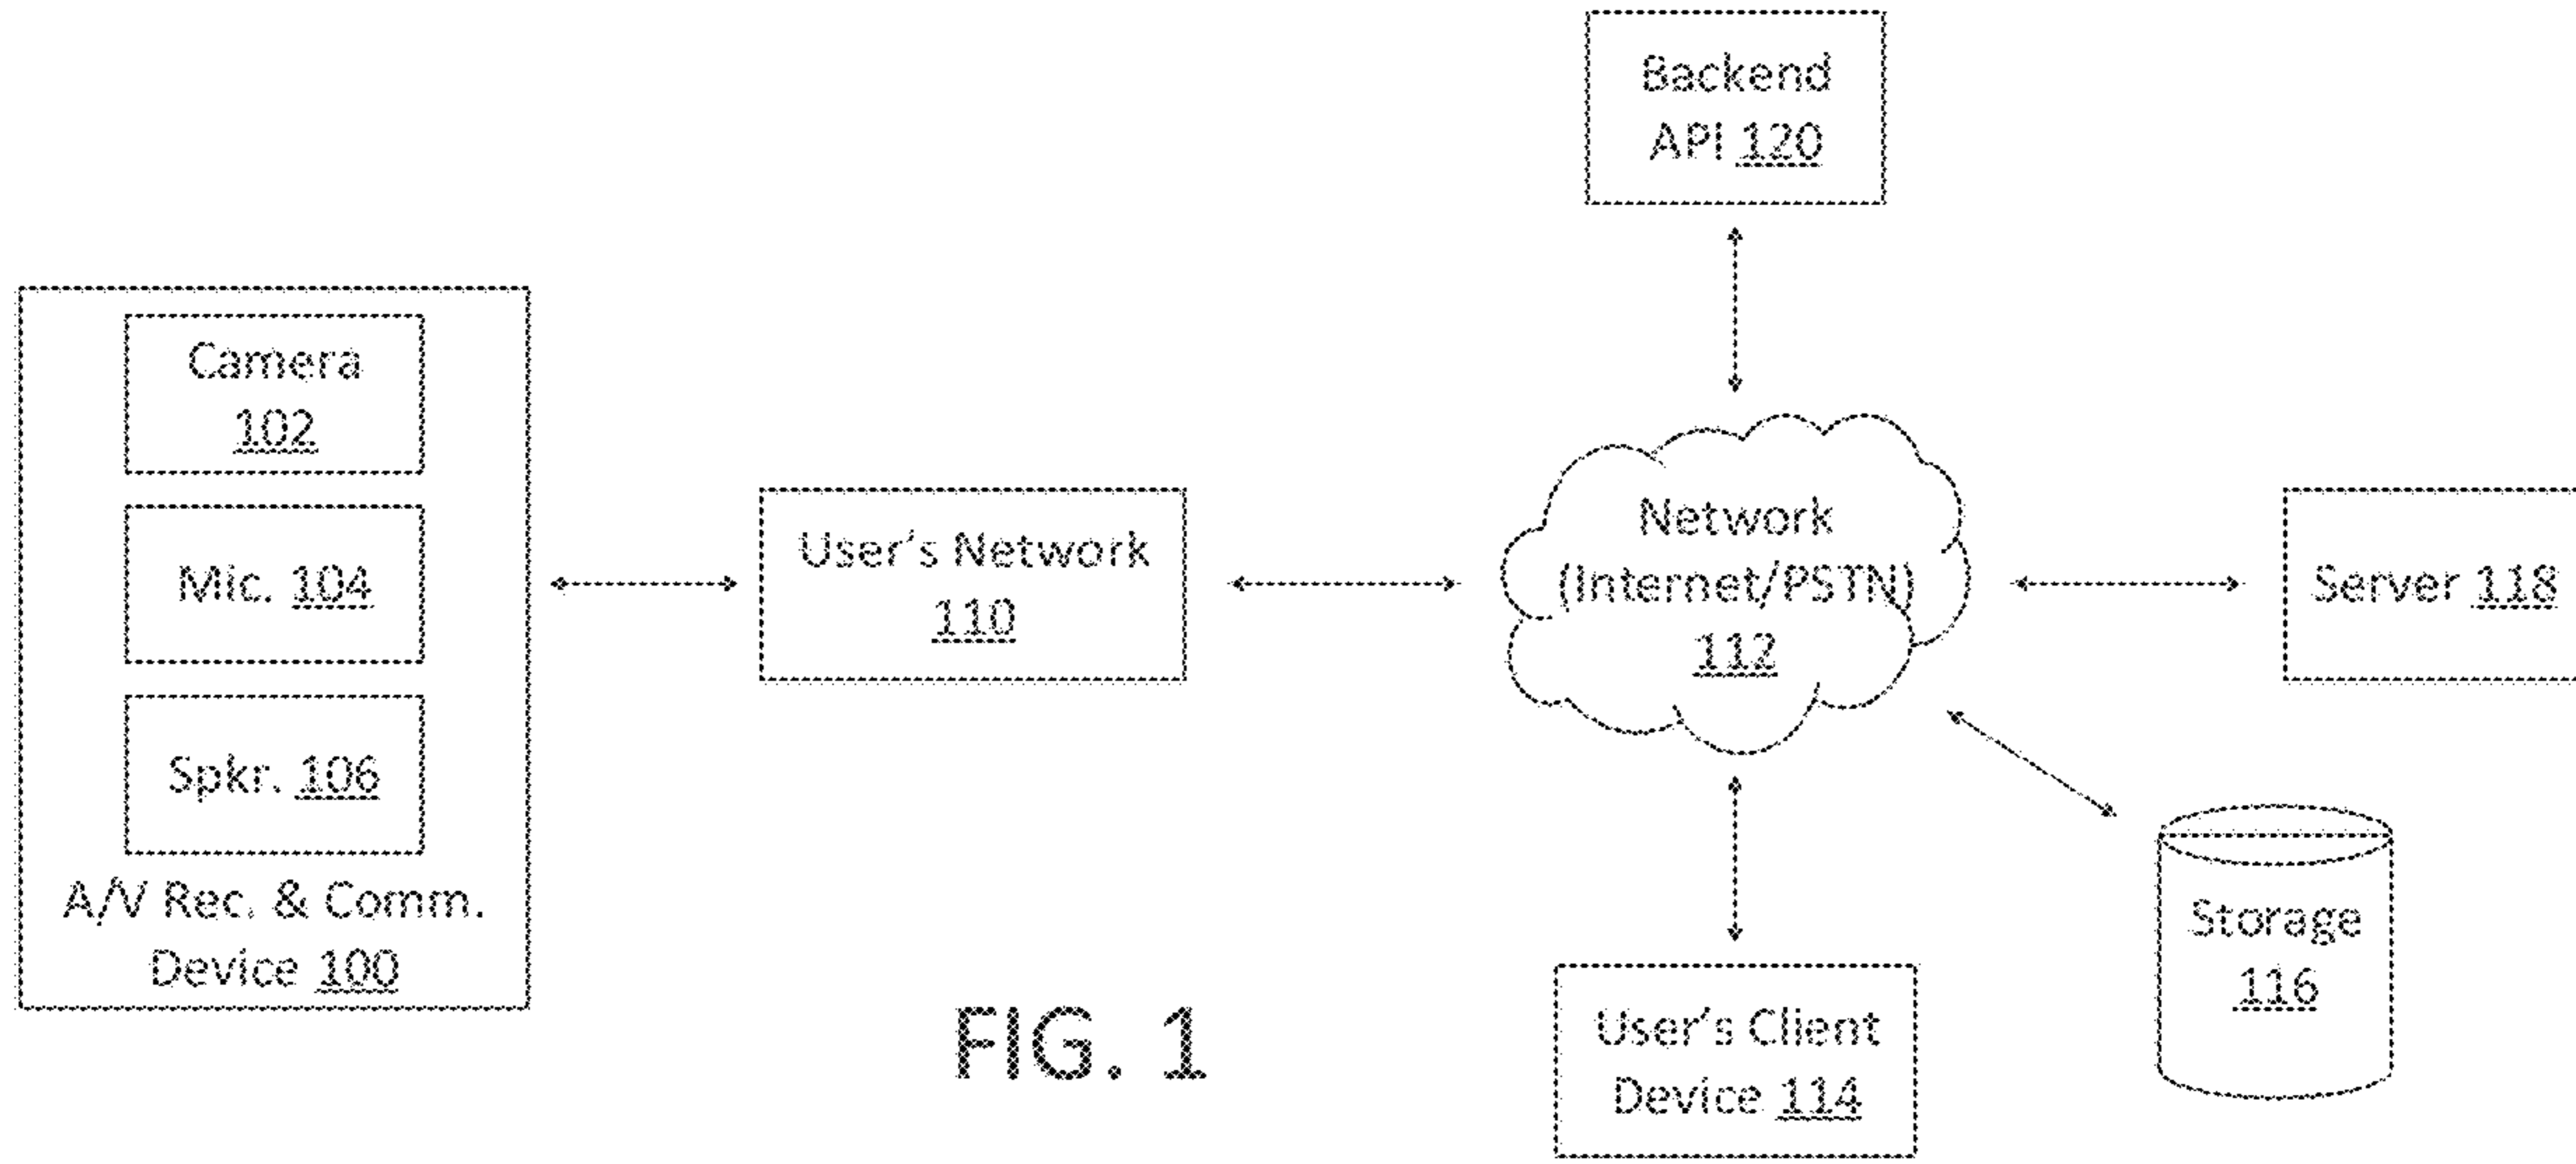 Backend
API 120
Camera
102
Mic. 104
Spkr. 106
A/V Rec. & Comm.
Device 100
User's Network
110
Network
(Internet/PSTN)
112
Server 118
Storage
116
User's Client
Device 114
FIG. 1